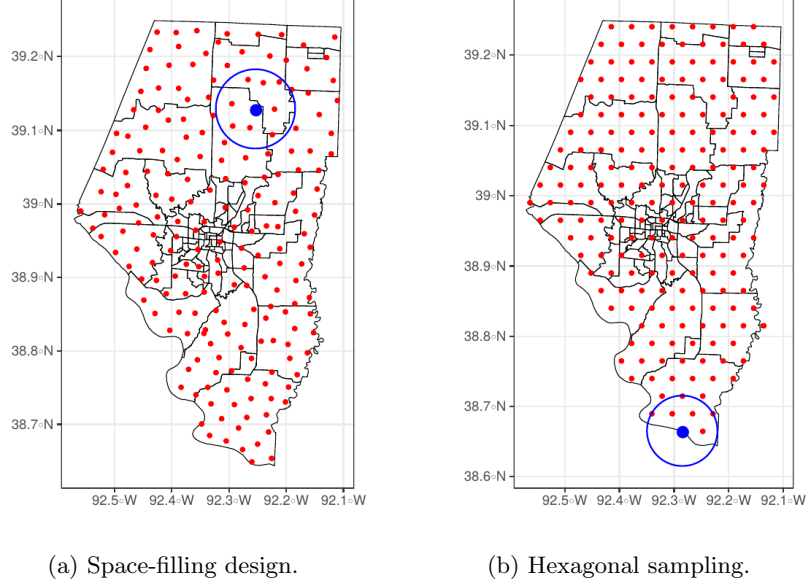 39.2◦N
39.1◦N
39◦N
38.9◦N
38.8◦N
38.7◦N
92.5◦W 92.4◦W 92.3◦W 92.2◦W 92.1◦W
(a) Space-filling design.
39.2◦N
39.1◦N
39◦N
38.9◦N
38.8◦N
38.7◦N
38.6◦N
92.5◦W 92.4◦W 92.3◦W 92.2◦W 92.1◦W
(b) Hexagonal sampling.